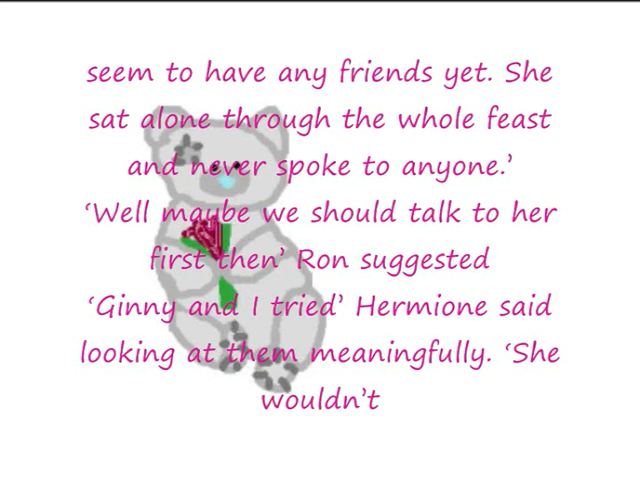 seem to have any friends yet. She
sat alone through the whole feast
and never spoke to anyone.’
‘Well maybe we should talk to her
first then’ Ron suggested
‘Ginny and I tried’ Hermione said
looking at them meaningfully. ‘She
wouldn’t